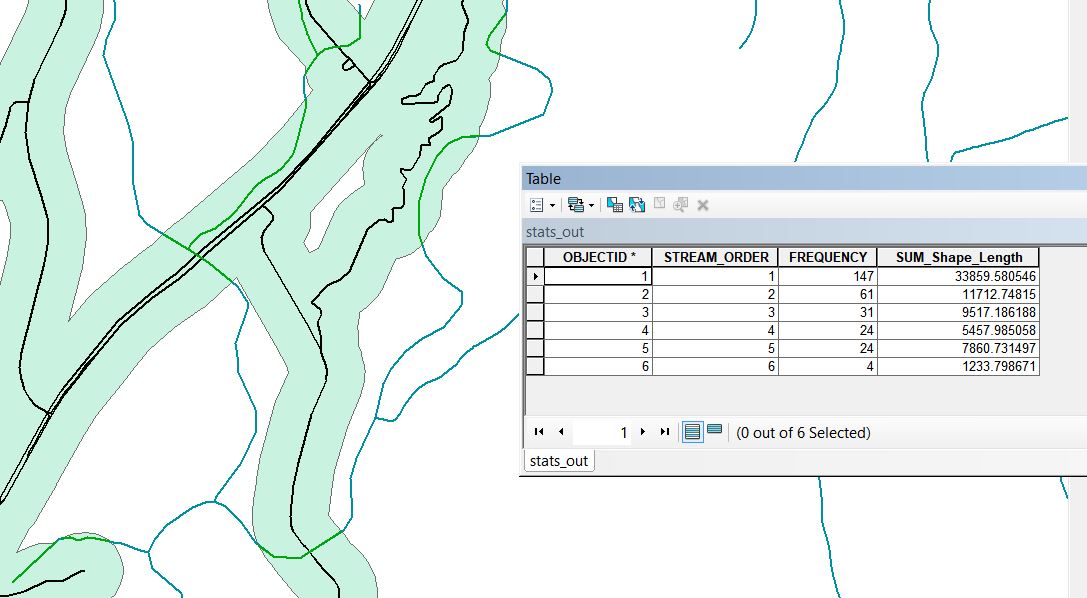 Table
stats_out
OBJECTID * STREAM_ORDER FREQUENCY SUM_Shape_Length
1 1 147 33859.580546
2 2 61 11712.74815
3 3 31 9517.186188
4 4 24 5457.985058
5 5 24 7860.731497
6 6 4 1233.798671
1 (0 out of 6 Selected)
stats_out